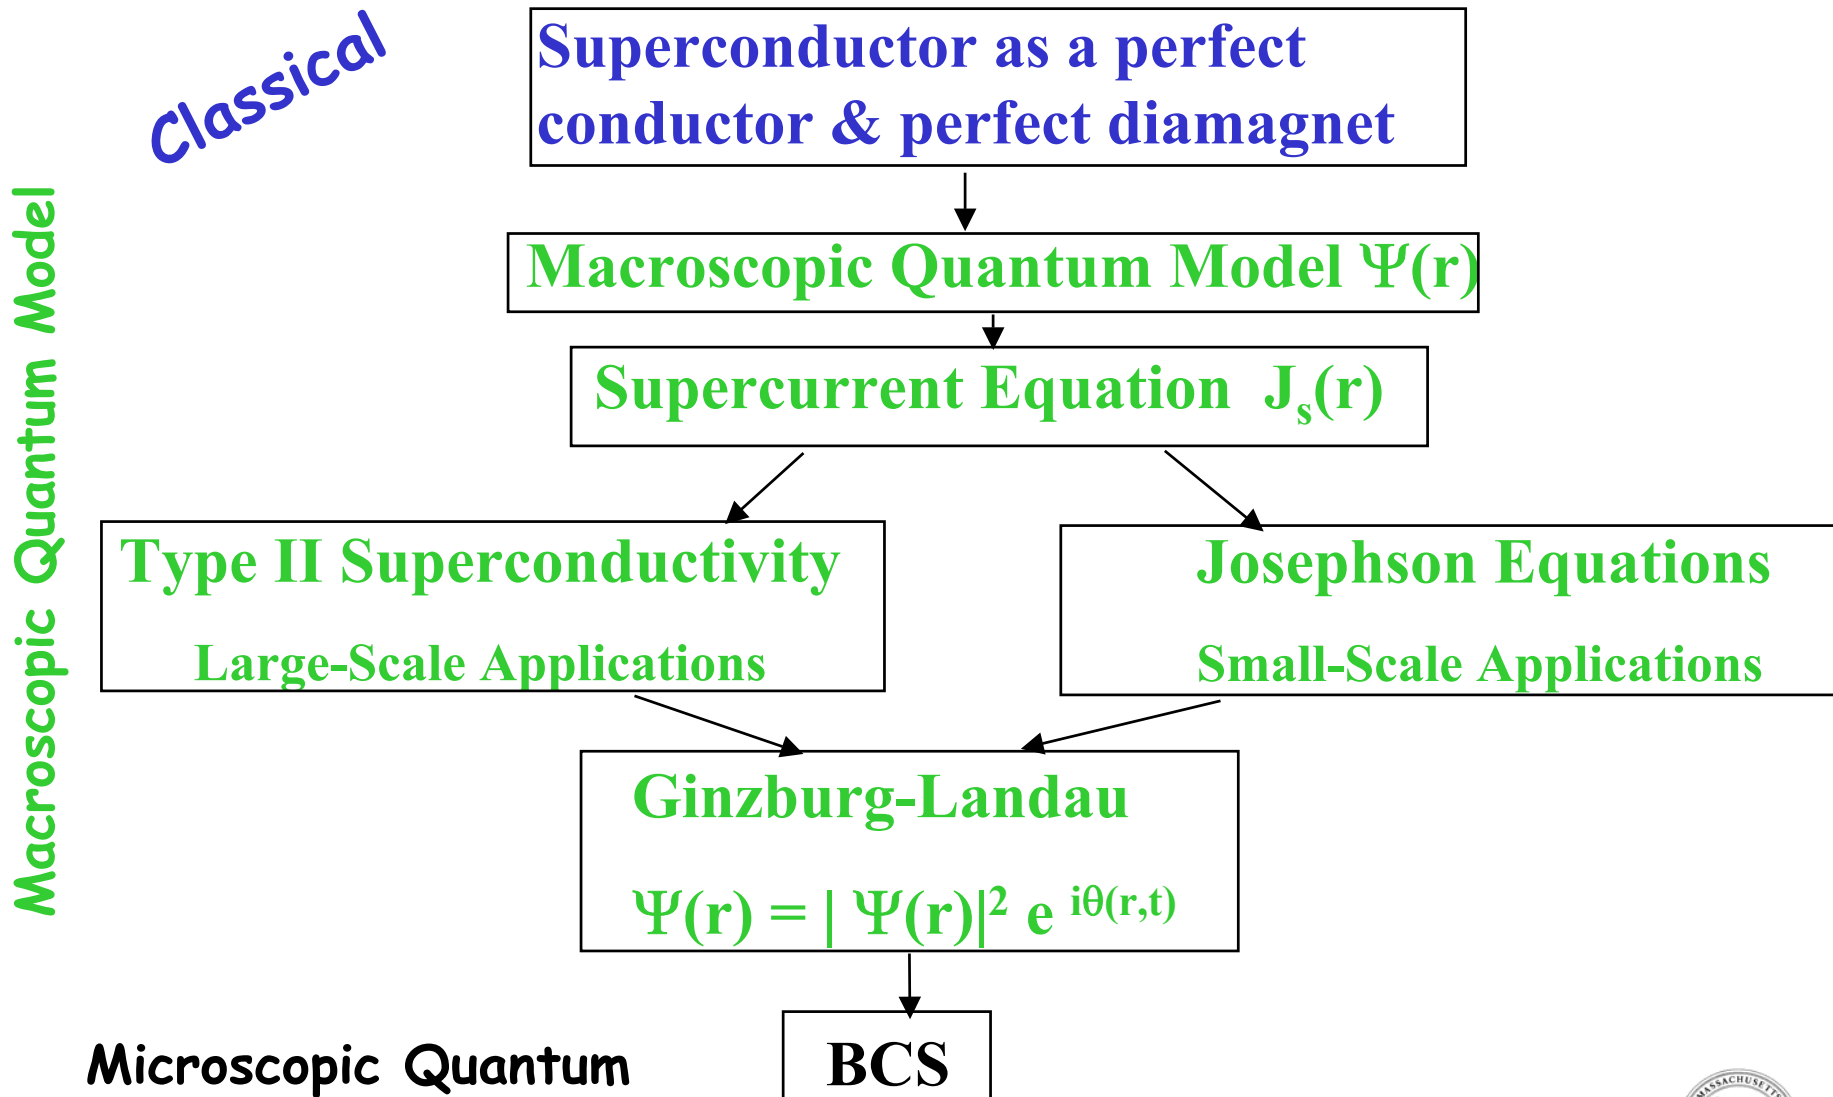 Classical
Superconductor as a perfect
conductor & perfect diamagnet
Macroscopic Quantum Model
Macroscopic Quantum Model Ψ(r)
Supercurrent Equation Jₛ(r)
Type II Superconductivity
Large-Scale Applications
Josephson Equations
Small-Scale Applications
Ginzburg-Landau
Ψ(r) = | Ψ(r)|² e ^iθ(r,t)
Microscopic Quantum
BCS